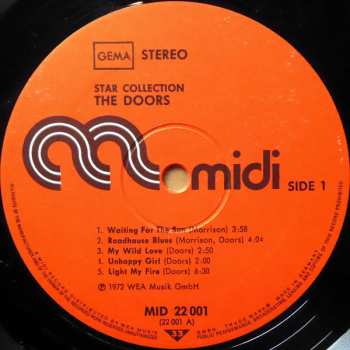 GEMA STEREO
STAR COLLECTION
THE DOORS
midi
SIDE 1
1. Waiting For The Sun (Morrison) 3:58
2. Roadhouse Blues (Morrison, Doors) 4:04
3. My Wild Love (Doors) 2:50
4. Unhappy Girl (Doors) 2:00
5. Light My Fire (Doors) 6:30
Ⓟ 1972 WEA Musik GmbH
MID 22 001
(22 001 A)
33